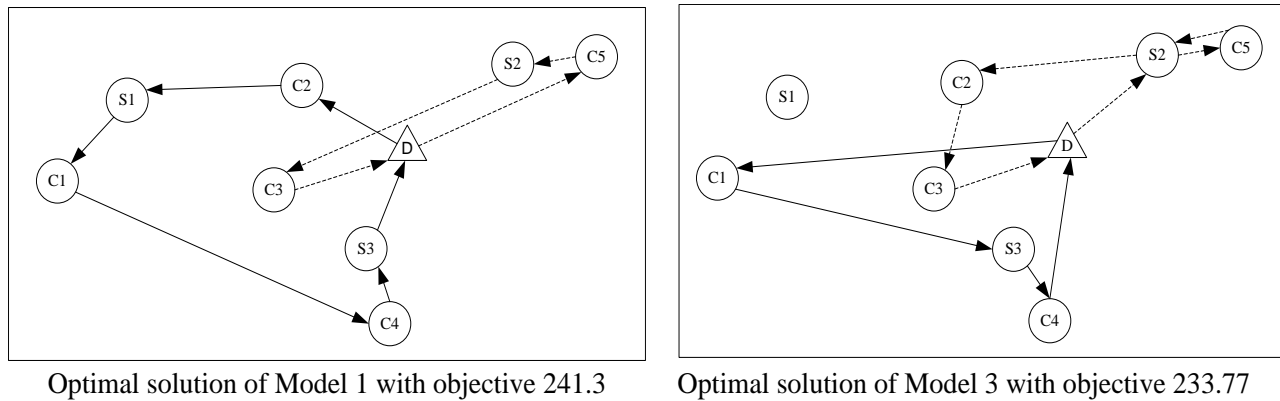 S2
C5
C2
S1
D
C1
C3
S3
C4
Optimal solution of Model 1 with objective 241.3
S2
C5
C2
S1
D
C1
C3
S3
C4
Optimal solution of Model 3 with objective 233.77